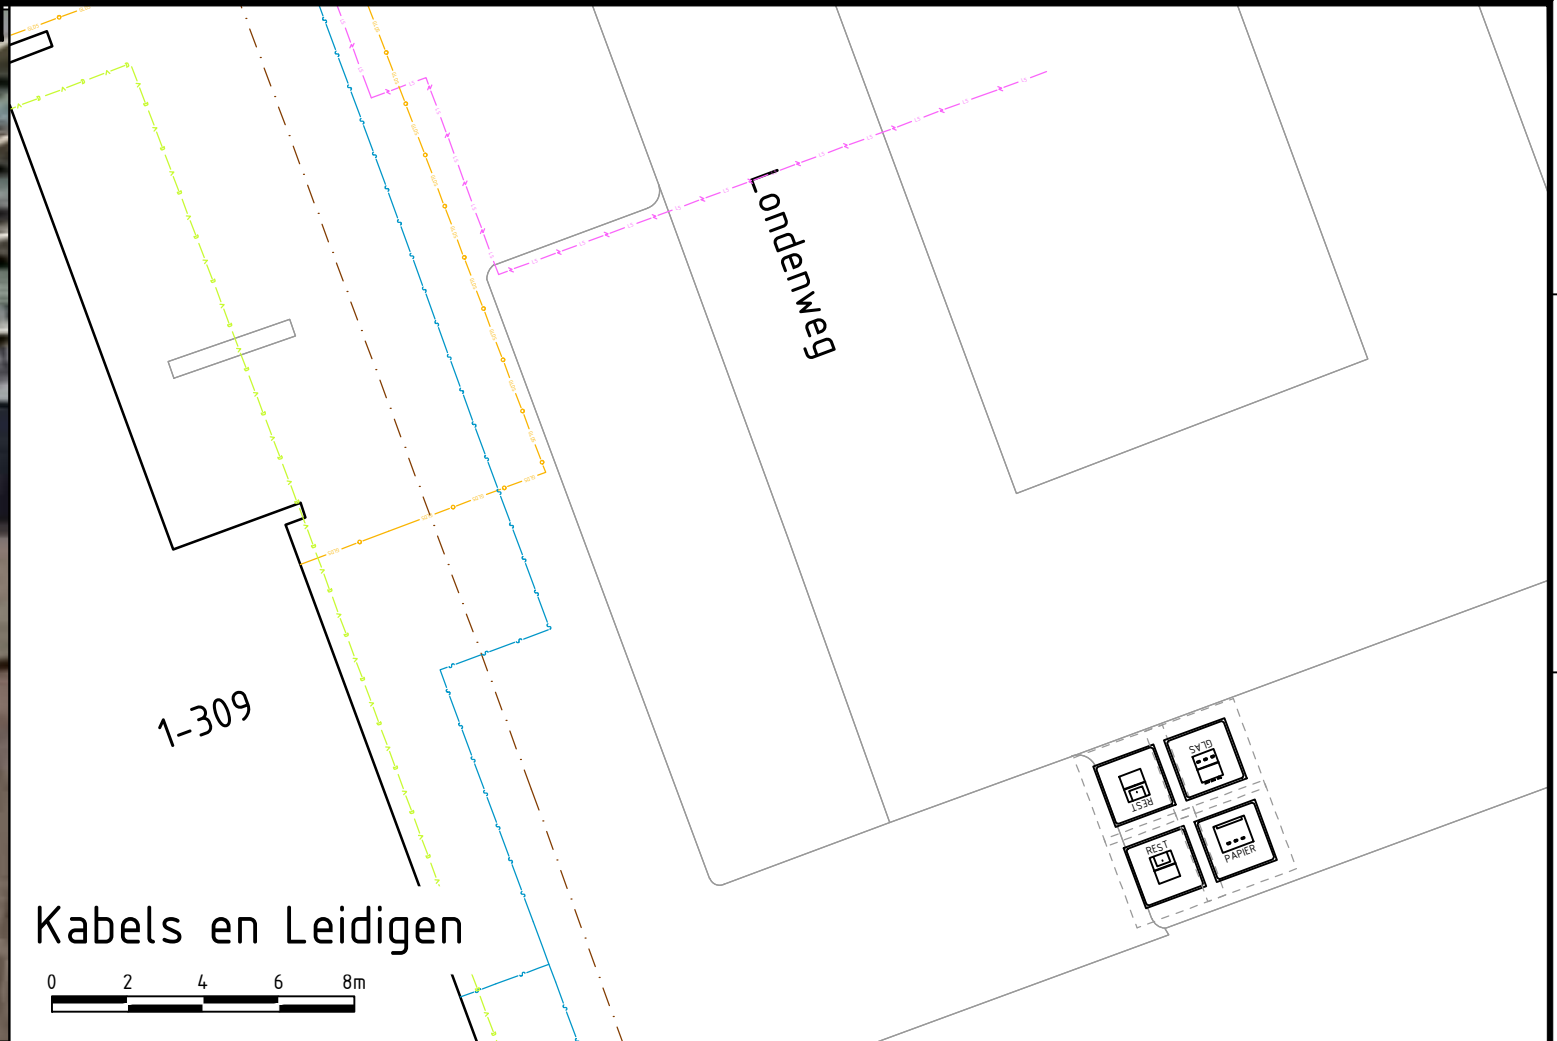 Londenweg
1-309
GLAS
REST
REST
PAPIER
Kabels en Leidigen
0 2 4 6 8m